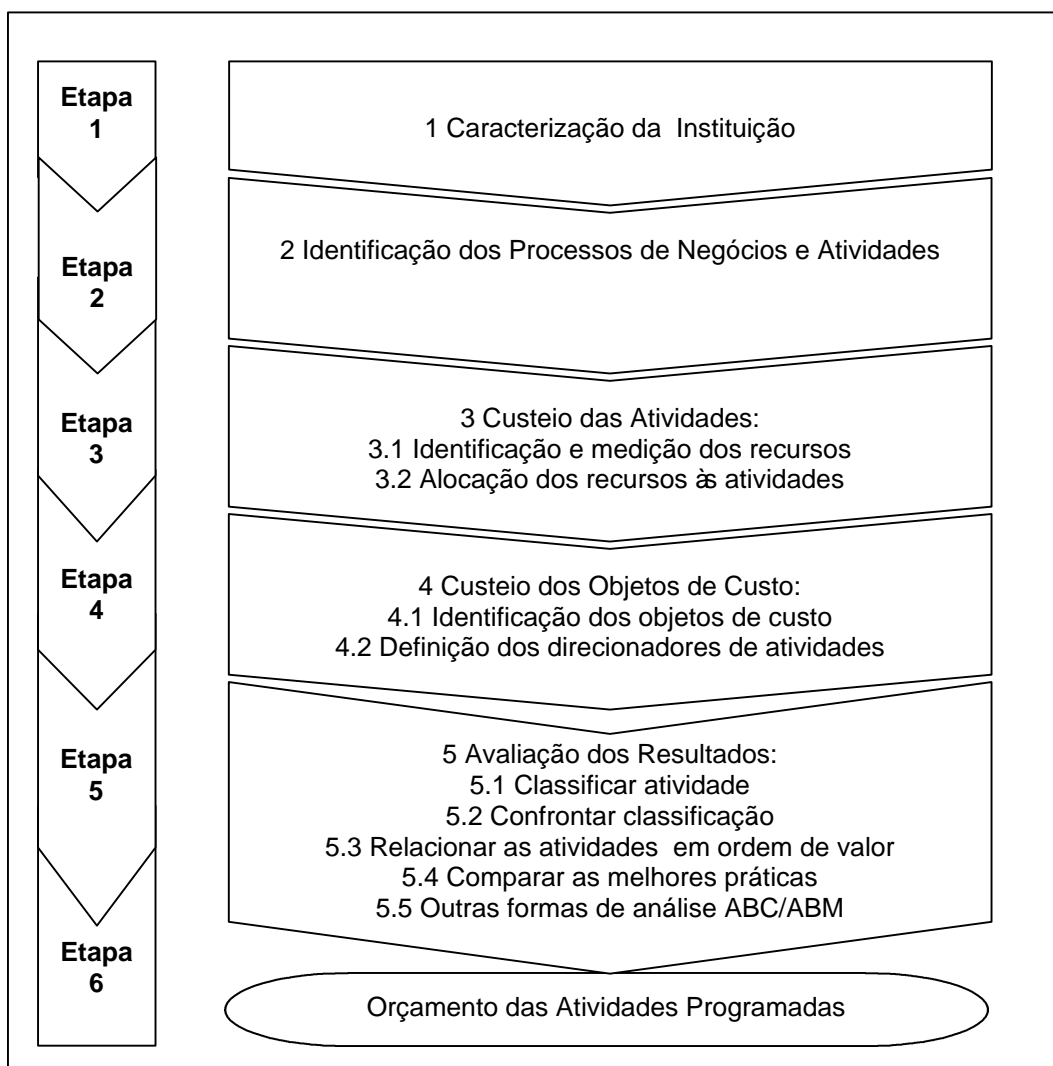 Etapa
1
1 Caracterização da Instituição
Etapa
2
2 Identificação dos Processos de Negócios e Atividades
Etapa
3
3 Custeio das Atividades:
3.1 Identificação e medição dos recursos
3.2 Alocação dos recursos às atividades
Etapa
4
4 Custeio dos Objetos de Custo:
4.1 Identificação dos objetos de custo
4.2 Definição dos direcionadores de atividades
Etapa
5
5 Avaliação dos Resultados:
5.1 Classificar atividade
5.2 Confrontar classificação
5.3 Relacionar as atividades em ordem de valor
5.4 Comparar as melhores práticas
5.5 Outras formas de análise ABC/ABM
Etapa
6
Orçamento das Atividades Programadas